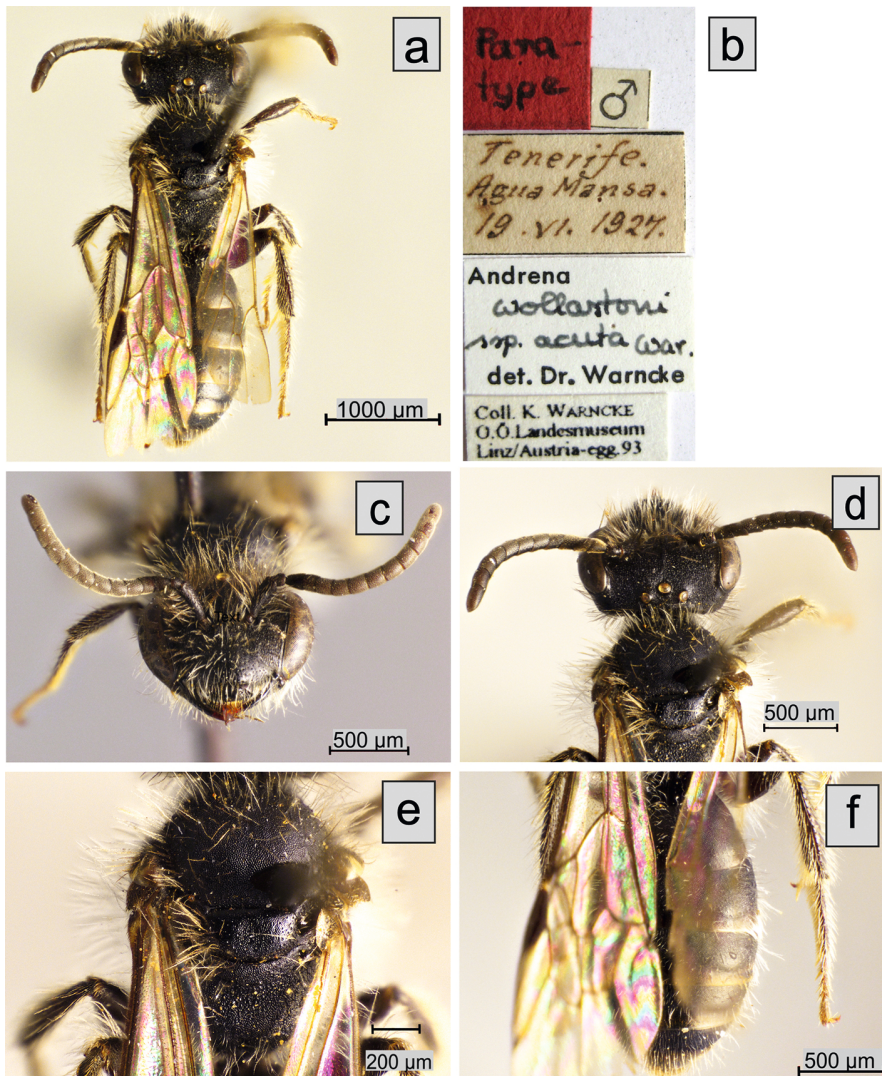 a
b
Para-
type
♂
Tenerife.
Agua Mansa.
19. VI. 1927.
Andrena
wollastoni
ssp. acuta War.
det. Dr. Warncke
Coll. K. WARNCKE
O.Ö.Landesmuseum
Linz/Austria-egg.93
1000 µm
c
d
500 µm
500 µm
e
f
200 µm
500 µm